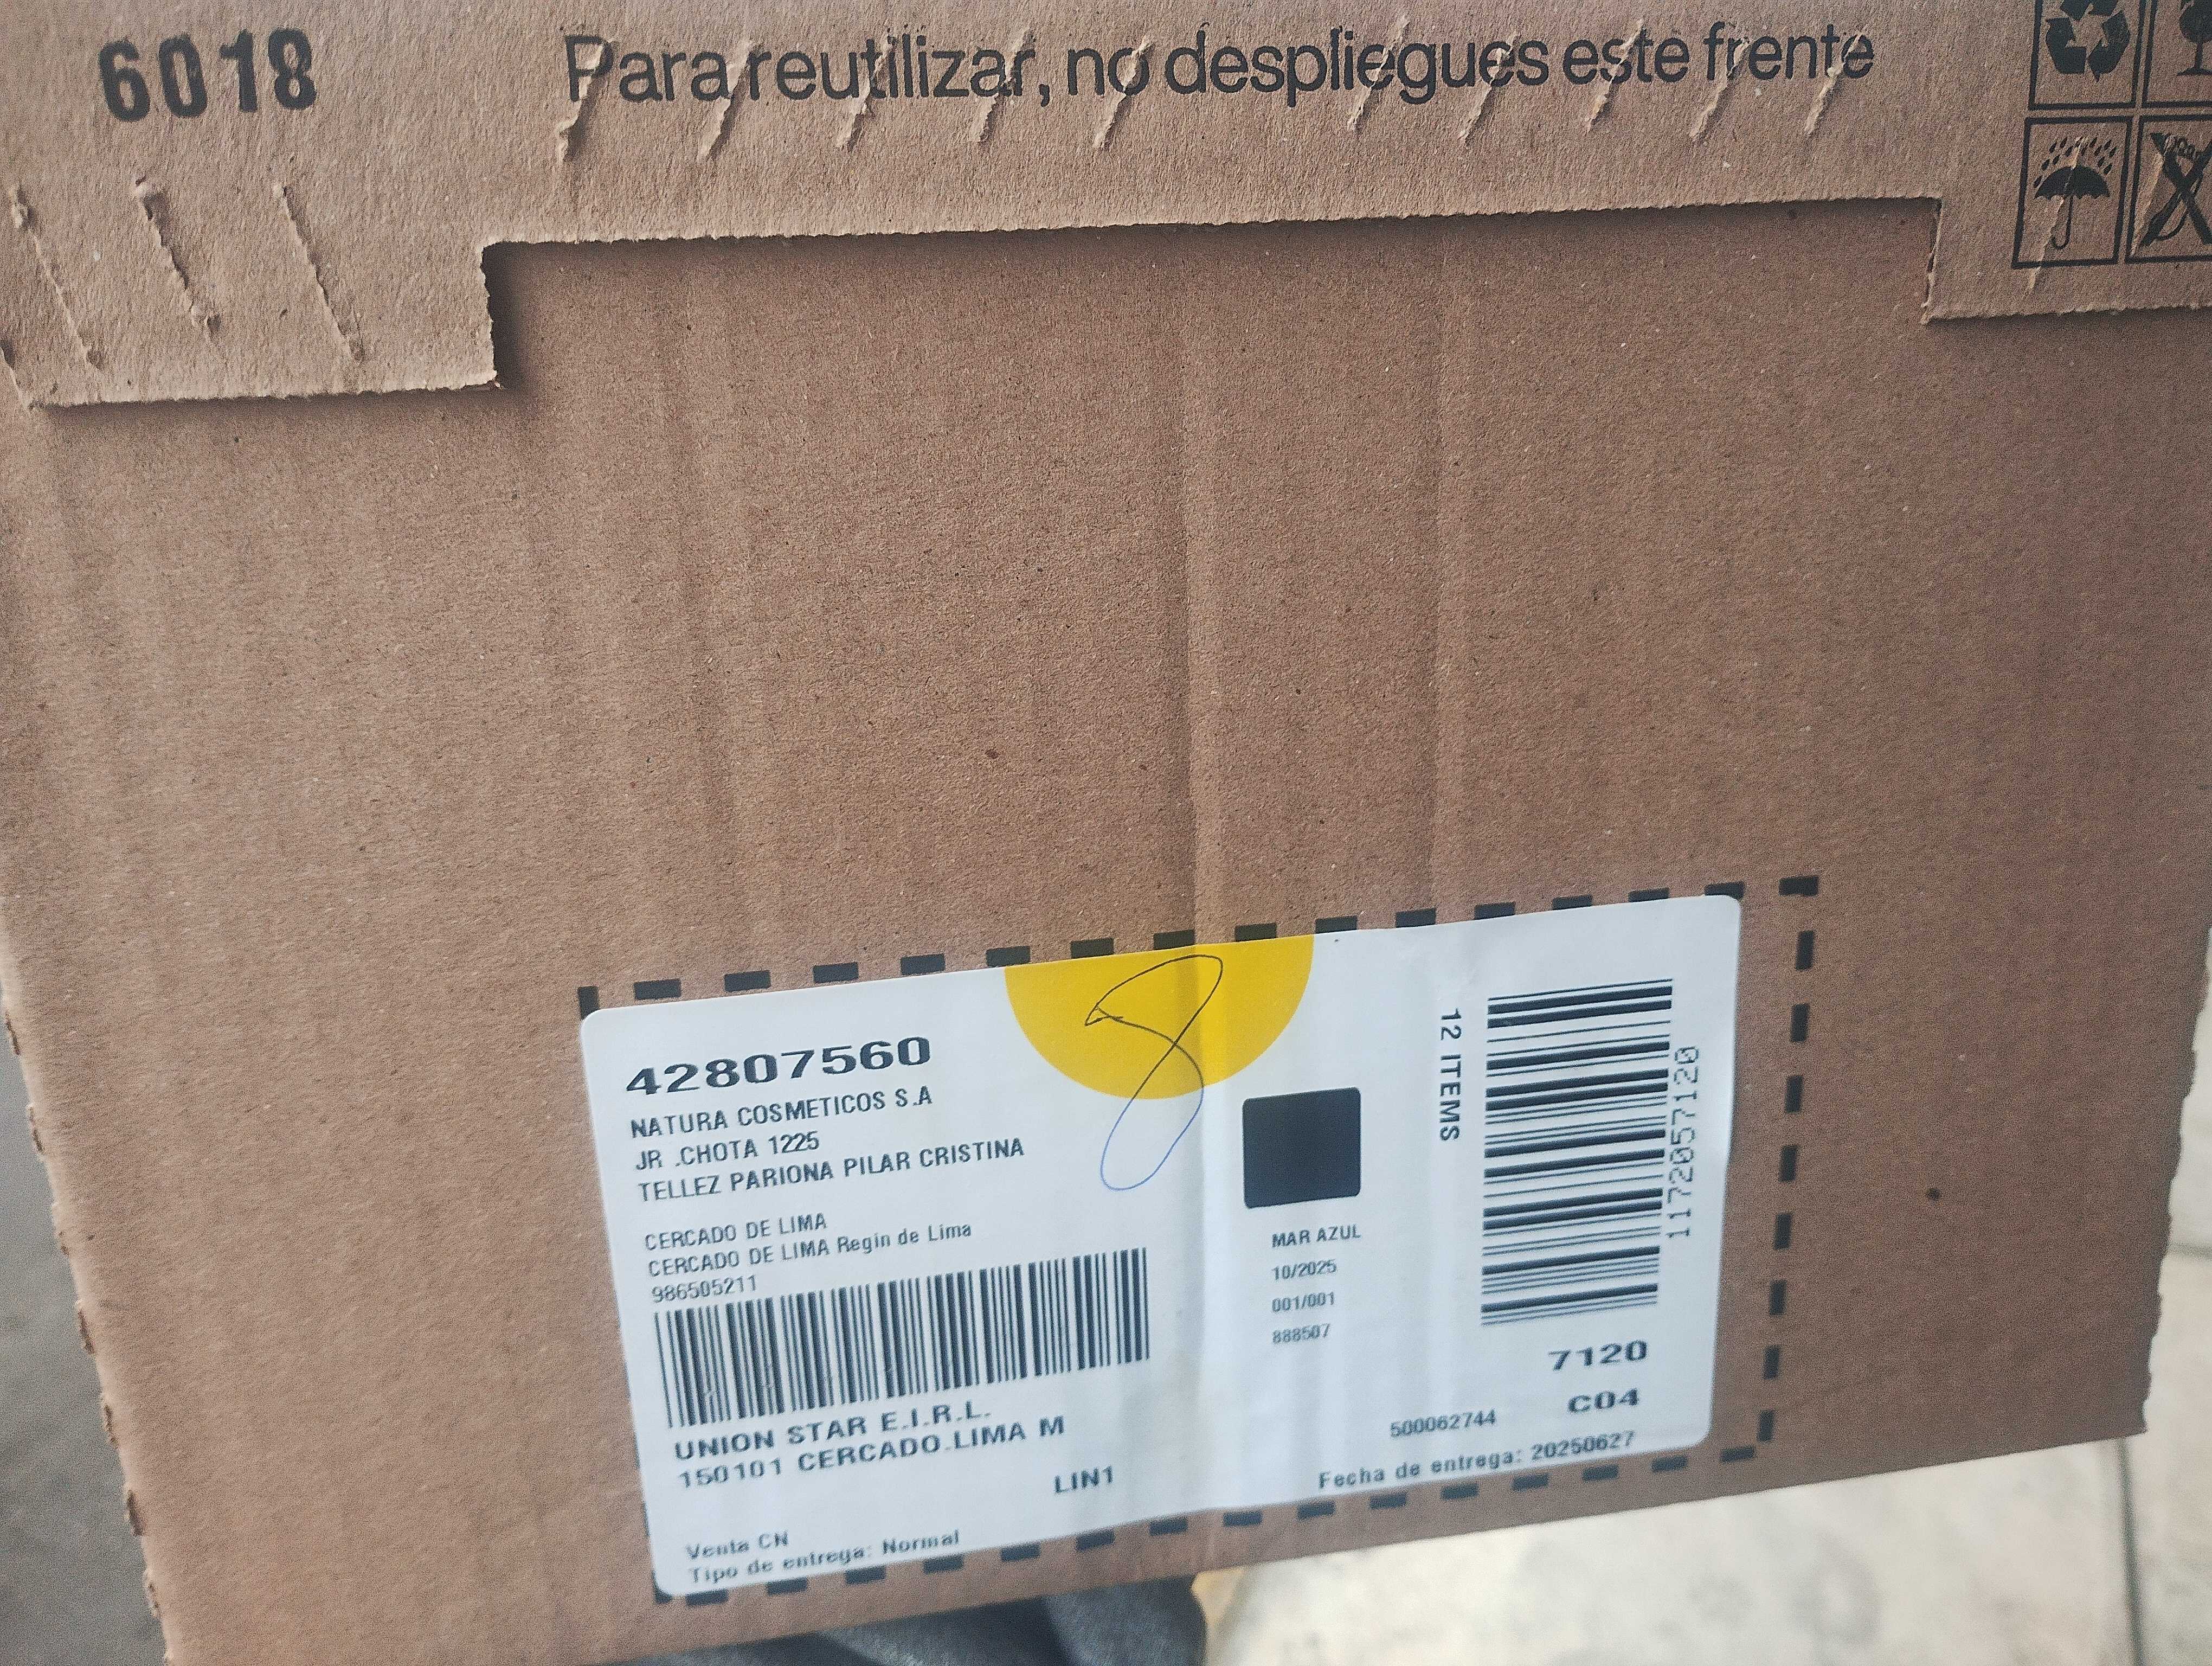 6018
Para reutilizar, no despliegues este frente
42807560
NATURA COSMETICOS S.A
JR .CHOTA 1225
TELLEZ PARIONA PILAR CRISTINA
CERCADO DE LIMA
CERCADO DE LIMA Regin de Lima
986505211
UNION STAR E.I.R.L.
150101 CERCADO.LIMA M
LIN1
Venta CN
Tipo de entrega: Normal
8
MAR AZUL
10/2025
001/001
888507
12 ITEMS
1172057120
7120
C04
500062744
Fecha de entrega: 20250627